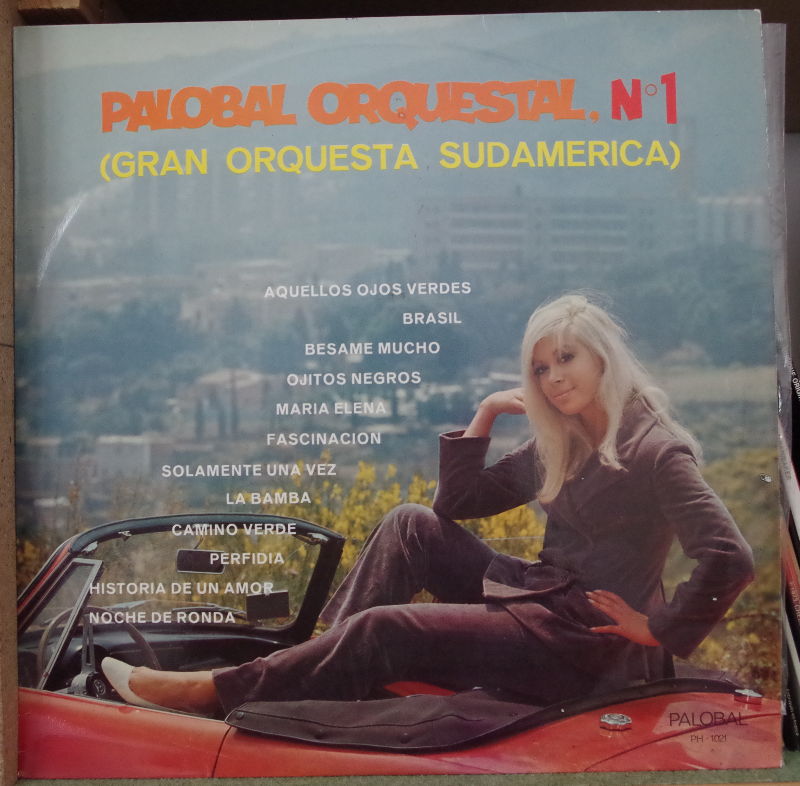 PALOBAL ORQUESTAL, Nº1
(GRAN ORQUESTA SUDAMERICA)
AQUELLOS OJOS VERDES
BRASIL
BESAME MUCHO
OJITOS NEGROS
MARIA ELENA
FASCINACION
SOLAMENTE UNA VEZ
LA BAMBA
CAMINO VERDE
PERFIDIA
HISTORIA DE UN AMOR
NOCHE DE RONDA
PALOBAL
PH - 1021